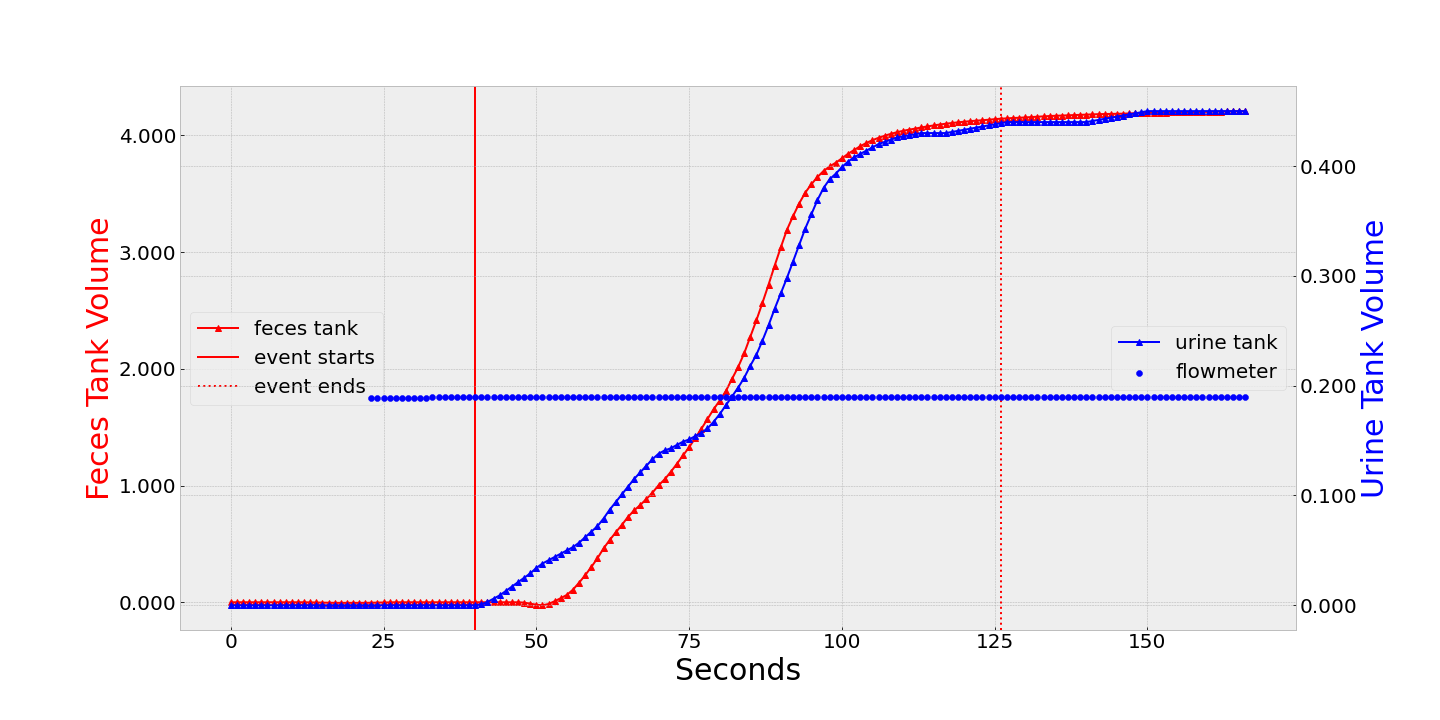 Feces Tank Volume
4.000
3.000
2.000
1.000
0.000
feces tank
event starts
event ends
0 25 50 75 100 125 150
Seconds
urine tank
flowmeter
0.400
0.300
0.200
0.100
0.000
Urine Tank Volume